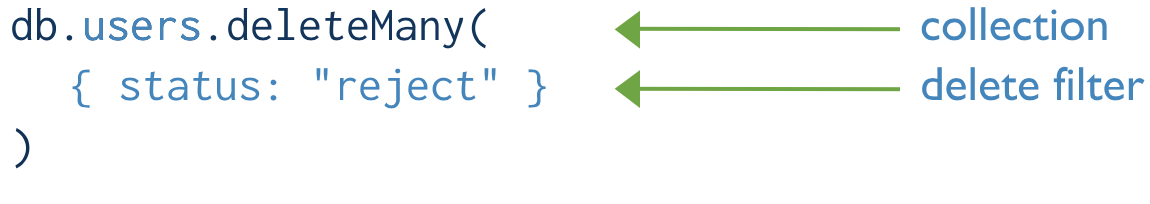 db.users.deleteMany( collection
{ status: "reject" } delete filter
)